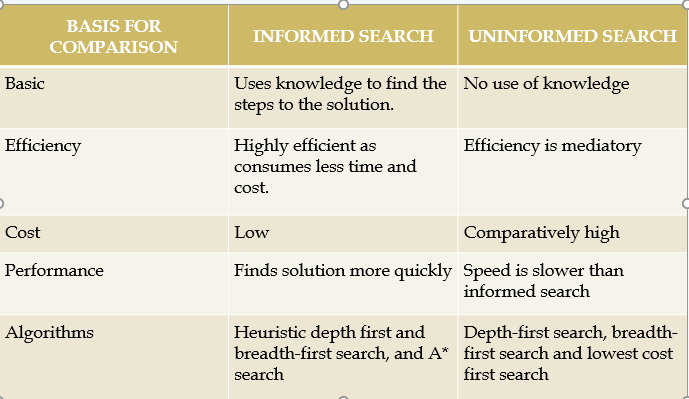 BASIS FOR
COMPARISON
INFORMED SEARCH
UNINFORMED SEARCH
Basic
Uses knowledge to find the
steps to the solution.
No use of knowledge
Efficiency
Highly efficient as
consumes less time and
cost.
Efficiency is mediatory
Cost
Low
Comparatively high
Performance
Finds solution more quickly
Speed is slower than
informed search
Algorithms
Heuristic depth first and
breadth-first search, and A*
search
Depth-first search, breadth-
first search and lowest cost
first search